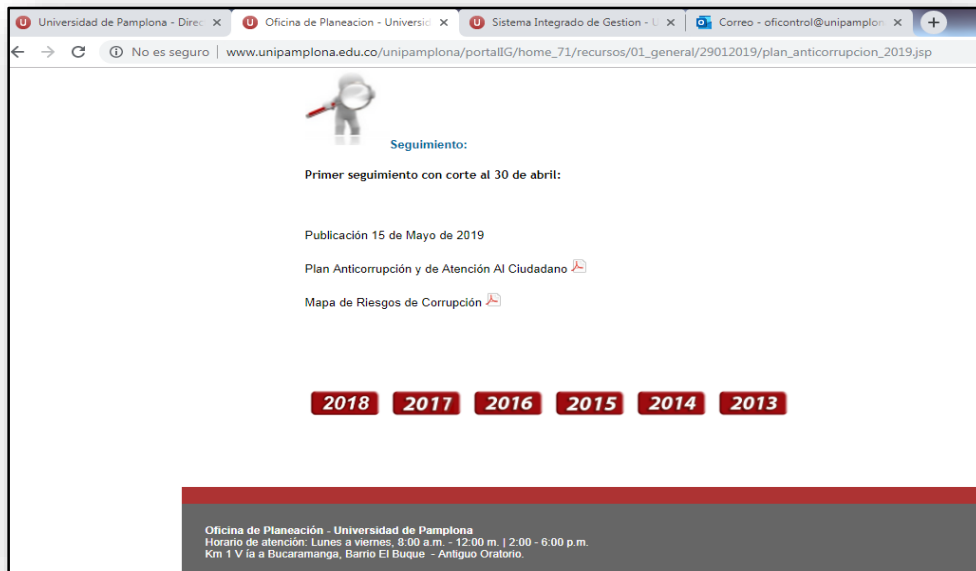 U Universidad de Pamplona - Direc × U Oficina de Planeacion - Universid × U Sistema Integrado de Gestion - U × Correo - oficontrol@unipamplon × +
No es seguro | www.unipamplona.edu.co/unipamplona/portalIG/home_71/recursos/01_general/29012019/plan_anticorrupcion_2019.jsp
Seguimiento:
Primer seguimiento con corte al 30 de abril:
Publicación 15 de Mayo de 2019
Plan Anticorrupción y de Atención Al Ciudadano
Mapa de Riesgos de Corrupción
2018 2017 2016 2015 2014 2013
Oficina de Planeación - Universidad de Pamplona
Horario de atención: Lunes a viernes, 8:00 a.m. - 12:00 m. | 2:00 - 6:00 p.m.
Km 1 V ía a Bucaramanga, Barrio El Buque - Antiguo Oratorio.